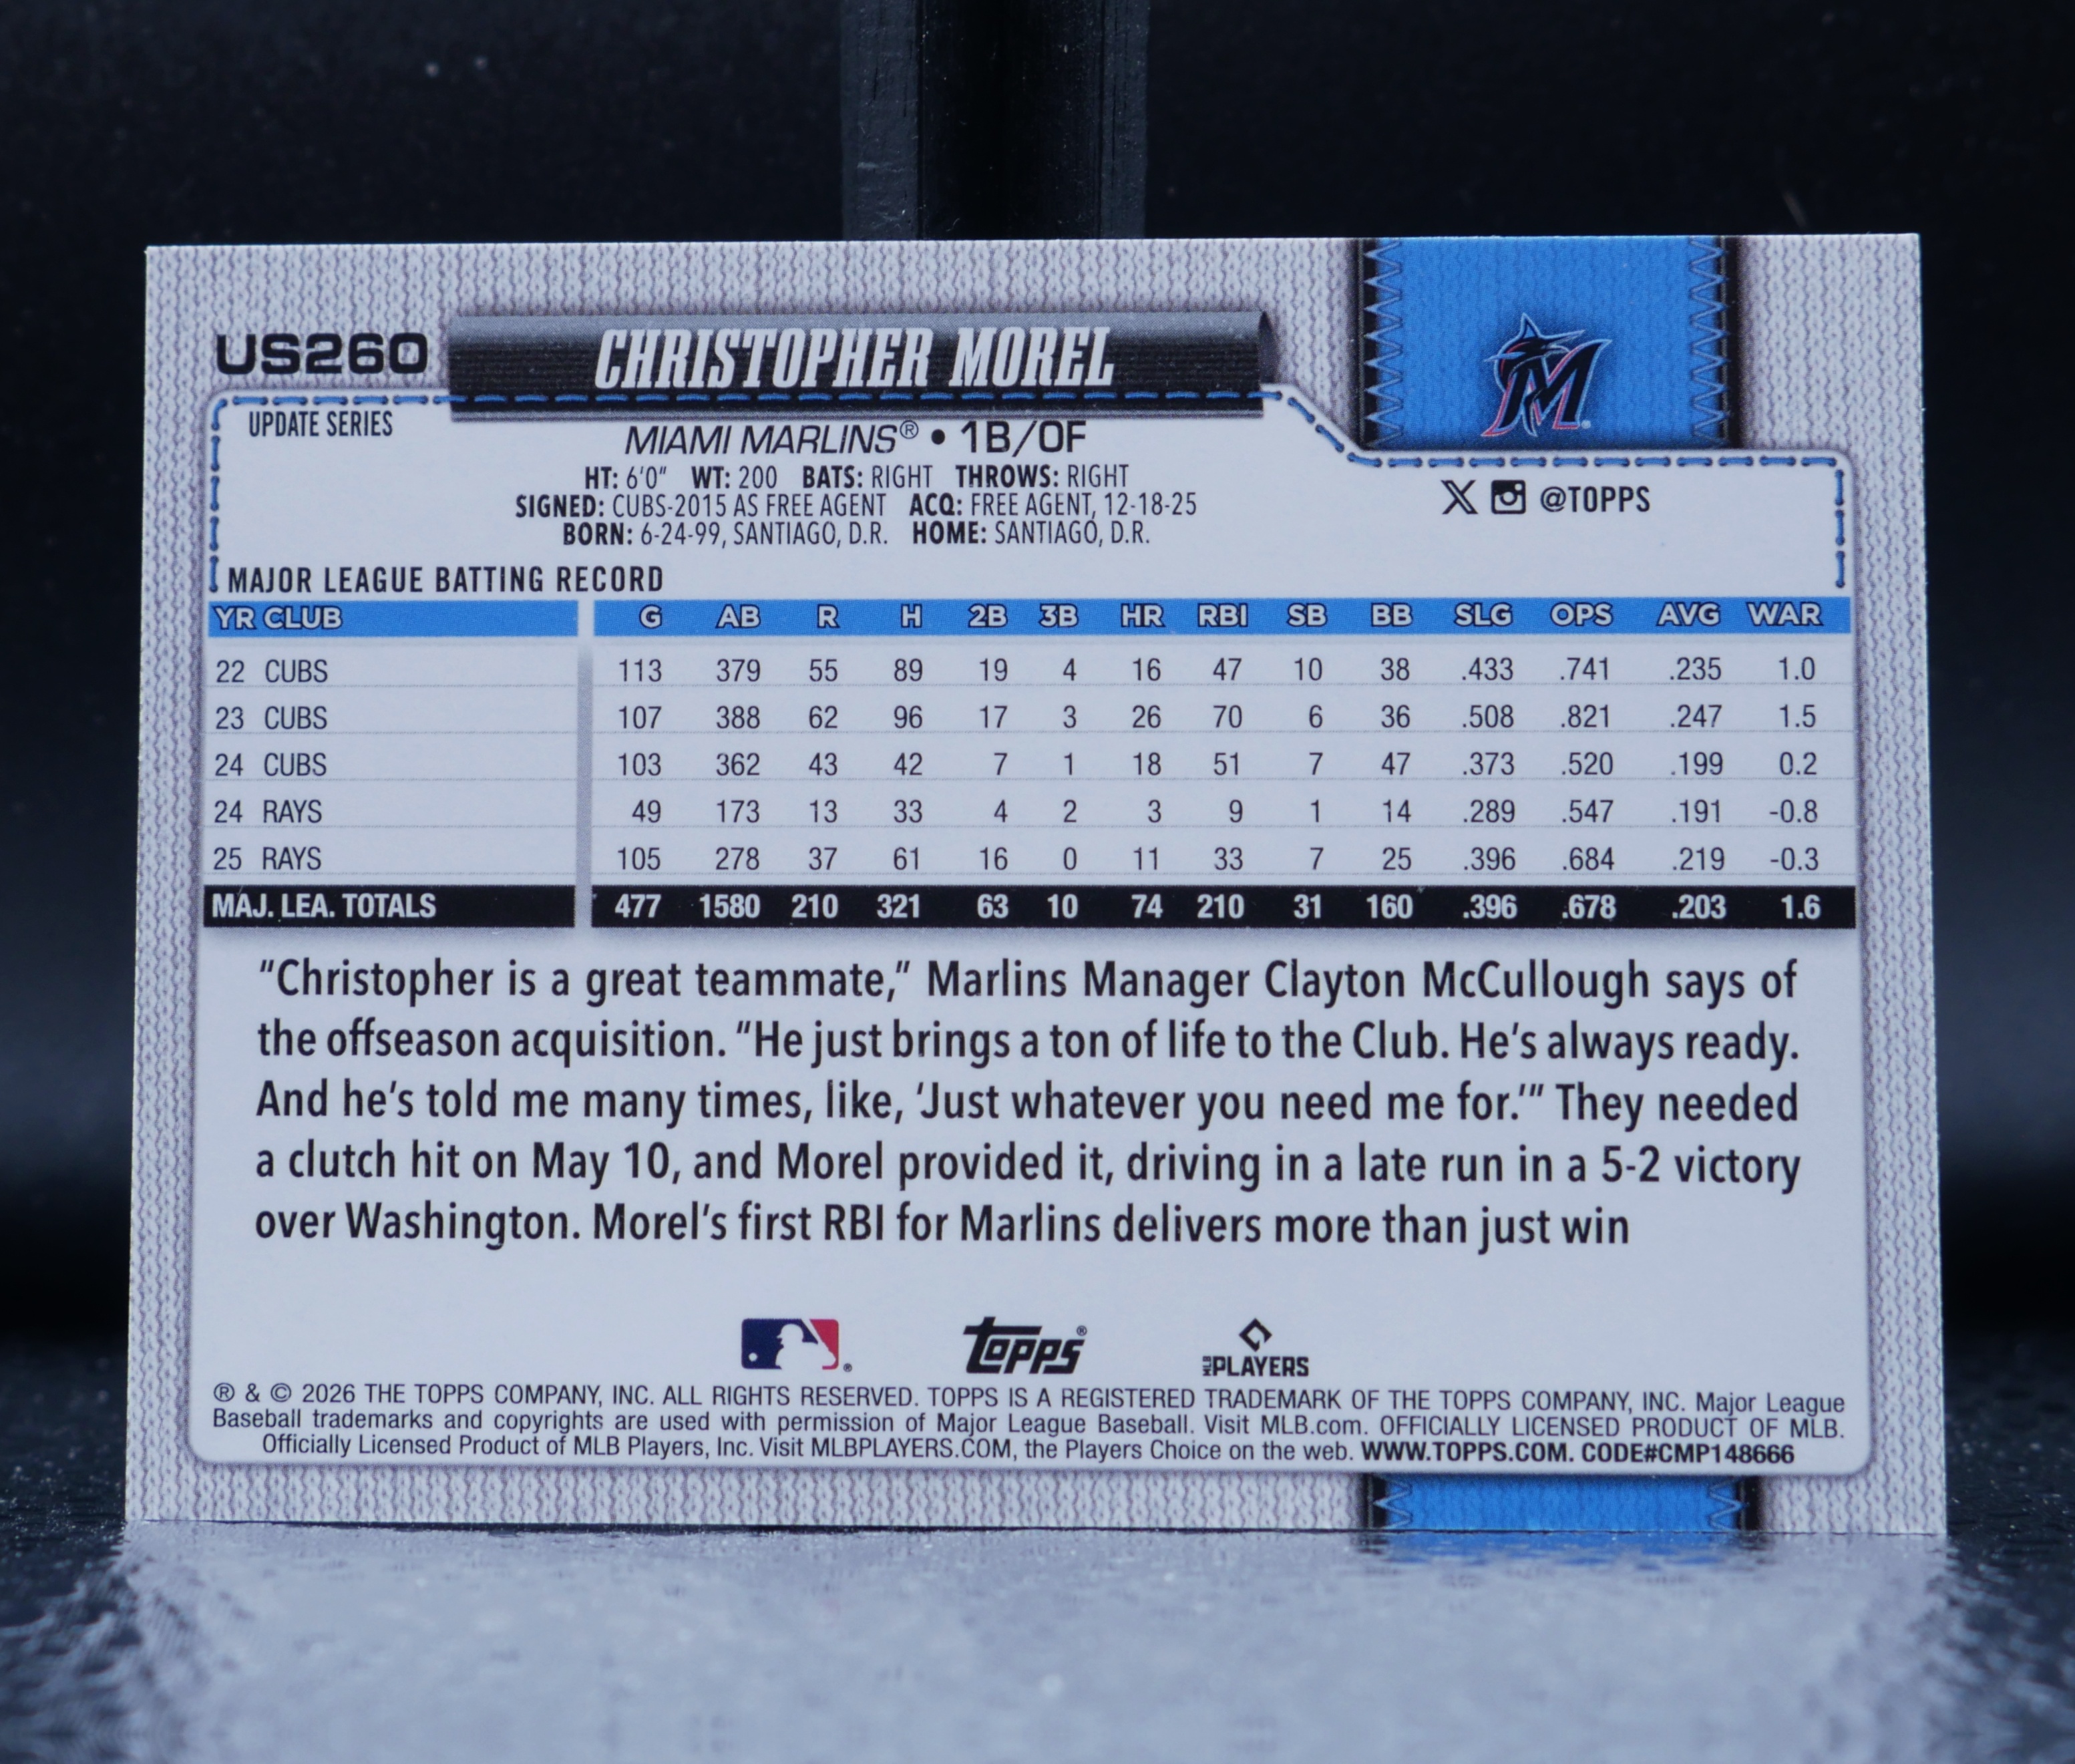 US260
CHRISTOPHER MOREL
UPDATE SERIES
MIAMI MARLINS® • 1B/OF
HT: 6'0" WT: 200 BATS: RIGHT THROWS: RIGHT
SIGNED: CUBS-2015 AS FREE AGENT ACQ: FREE AGENT, 12-18-25
BORN: 6-24-99, SANTIAGO, D.R. HOME: SANTIAGO, D.R.
M
X @TOPPS
MAJOR LEAGUE BATTING RECORD
YR CLUB G AB R H 2B 3B HR RBI SB BB SLG OPS AVG WAR
22 CUBS 113 379 55 89 19 4 16 47 10 38 .433 .741 .235 1.0
23 CUBS 107 388 62 96 17 3 26 70 6 36 .508 .821 .247 1.5
24 CUBS 103 362 43 42 7 1 18 51 7 47 .373 .520 .199 0.2
24 RAYS 49 173 13 33 4 2 3 9 1 14 .289 .547 .191 -0.8
25 RAYS 105 278 37 61 16 0 11 33 7 25 .396 .684 .219 -0.3
MAJ. LEA. TOTALS 477 1580 210 321 63 10 74 210 31 160 .396 .678 .203 1.6
"Christopher is a great teammate," Marlins Manager Clayton McCullough says of
the offseason acquisition. "He just brings a ton of life to the Club. He's always ready.
And he's told me many times, like, 'Just whatever you need me for.'" They needed
a clutch hit on May 10, and Morel provided it, driving in a late run in a 5-2 victory
over Washington. Morel's first RBI for Marlins delivers more than just win
topps® MLB PLAYERS
® & © 2026 THE TOPPS COMPANY, INC. ALL RIGHTS RESERVED. TOPPS IS A REGISTERED TRADEMARK OF THE TOPPS COMPANY, INC. Major League
Baseball trademarks and copyrights are used with permission of Major League Baseball. Visit MLB.com. OFFICIALLY LICENSED PRODUCT OF MLB.
Officially Licensed Product of MLB Players, Inc. Visit MLBPLAYERS.COM, the Players Choice on the web. WWW.TOPPS.COM. CODE#CMP148666